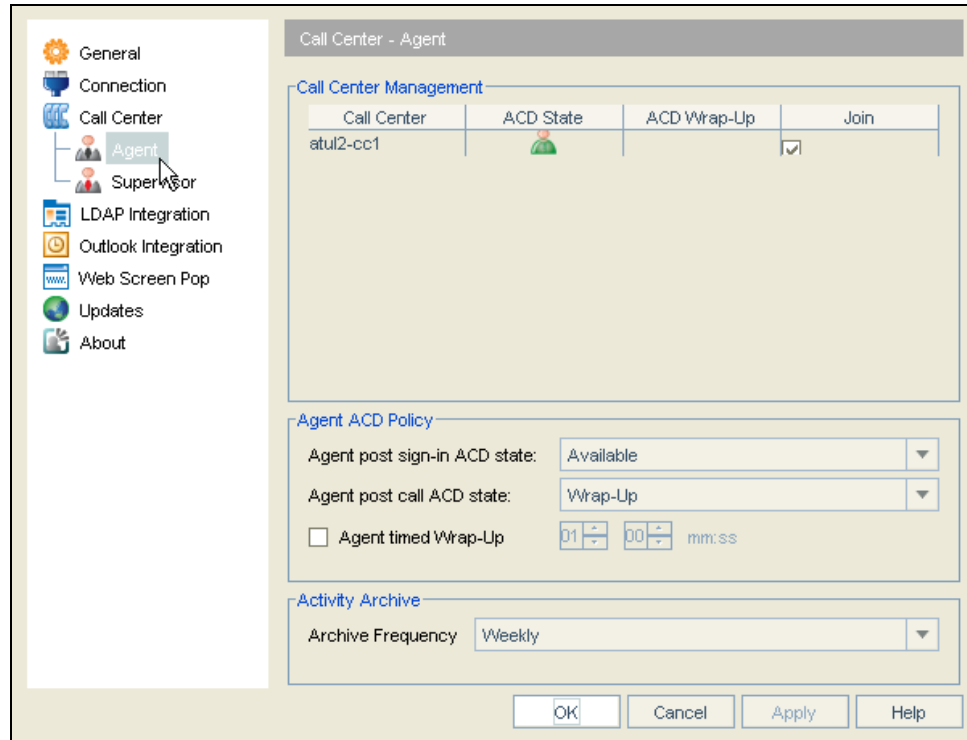 General
Connection
Call Center
Agent
Supervisor
LDAP Integration
Outlook Integration
www.
Web Screen Pop
Updates
About
Call Center - Agent
Call Center Management
Call Center ACD State ACD Wrap-Up Join
atul2-cc1
Agent ACD Policy
Agent post sign-in ACD state: Available
Agent post call ACD state: Wrap-Up
Agent timed Wrap-Up 01 00 mm:ss
Activity Archive
Archive Frequency Weekly
OK Cancel Apply Help